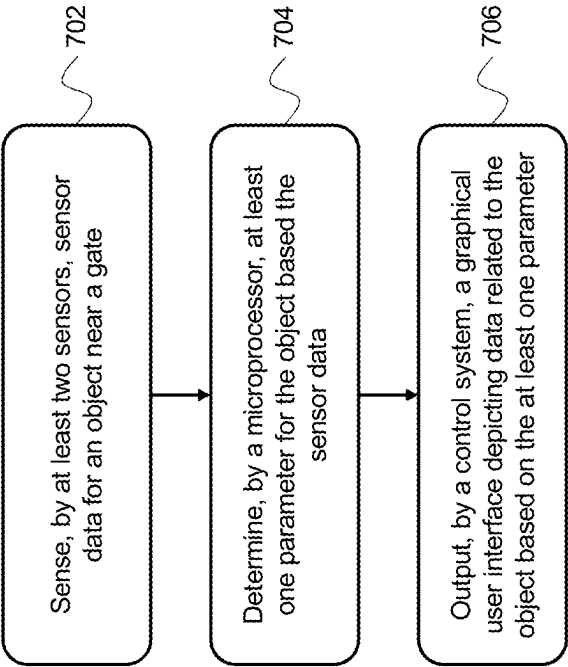 Sense, by at least two sensors, sensor
data for an object near a gate
702
Determine, by a microprocessor, at least
one parameter for the object based the
sensor data
704
Output, by a control system, a graphical
user interface depicting data related to the
object based on the at least one parameter
706